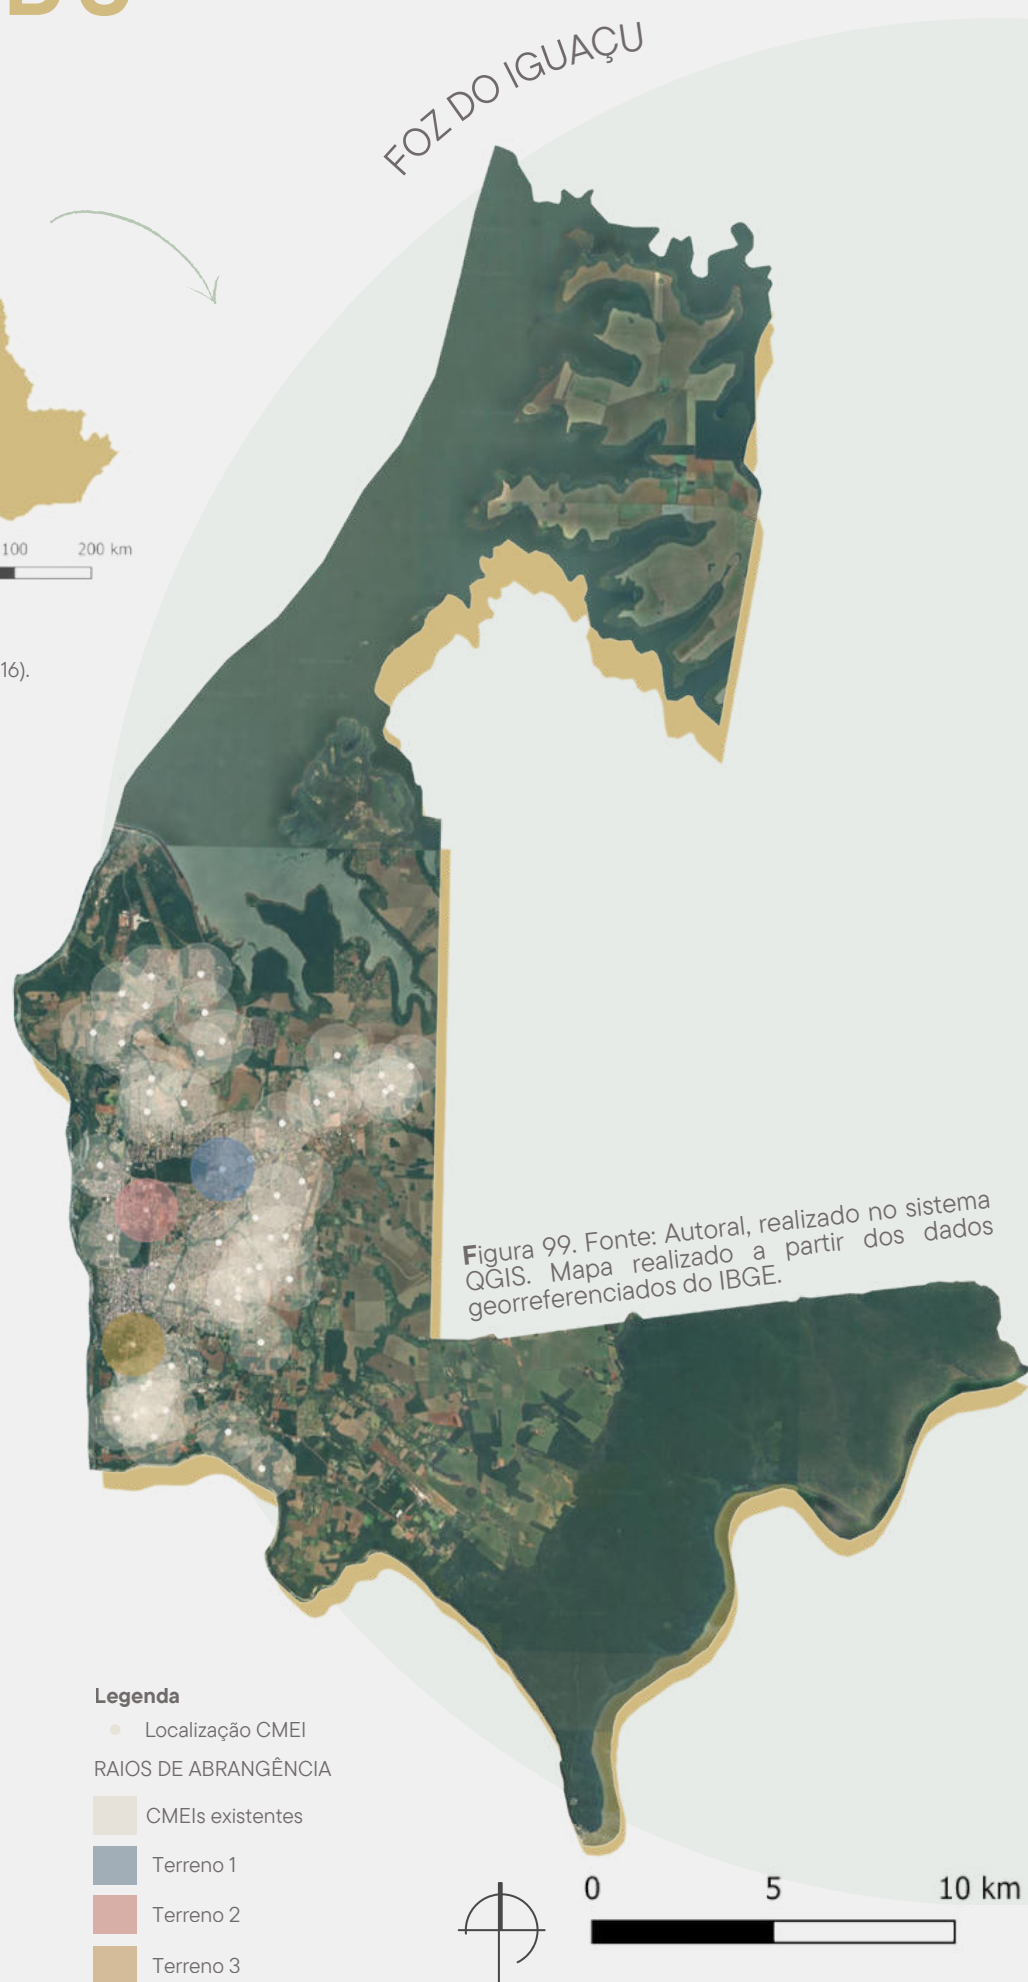 FOZ DO IGUAÇU
100 200 km
16).
Figura 99. Fonte: Autoral, realizado no sistema
QGIS. Mapa realizado a partir dos dados
georreferenciados do IBGE.
Legenda
Localização CMEI
RAIOS DE ABRANGÊNCIA
CMEIs existentes
Terreno 1
Terreno 2
Terreno 3
0 5 10 km